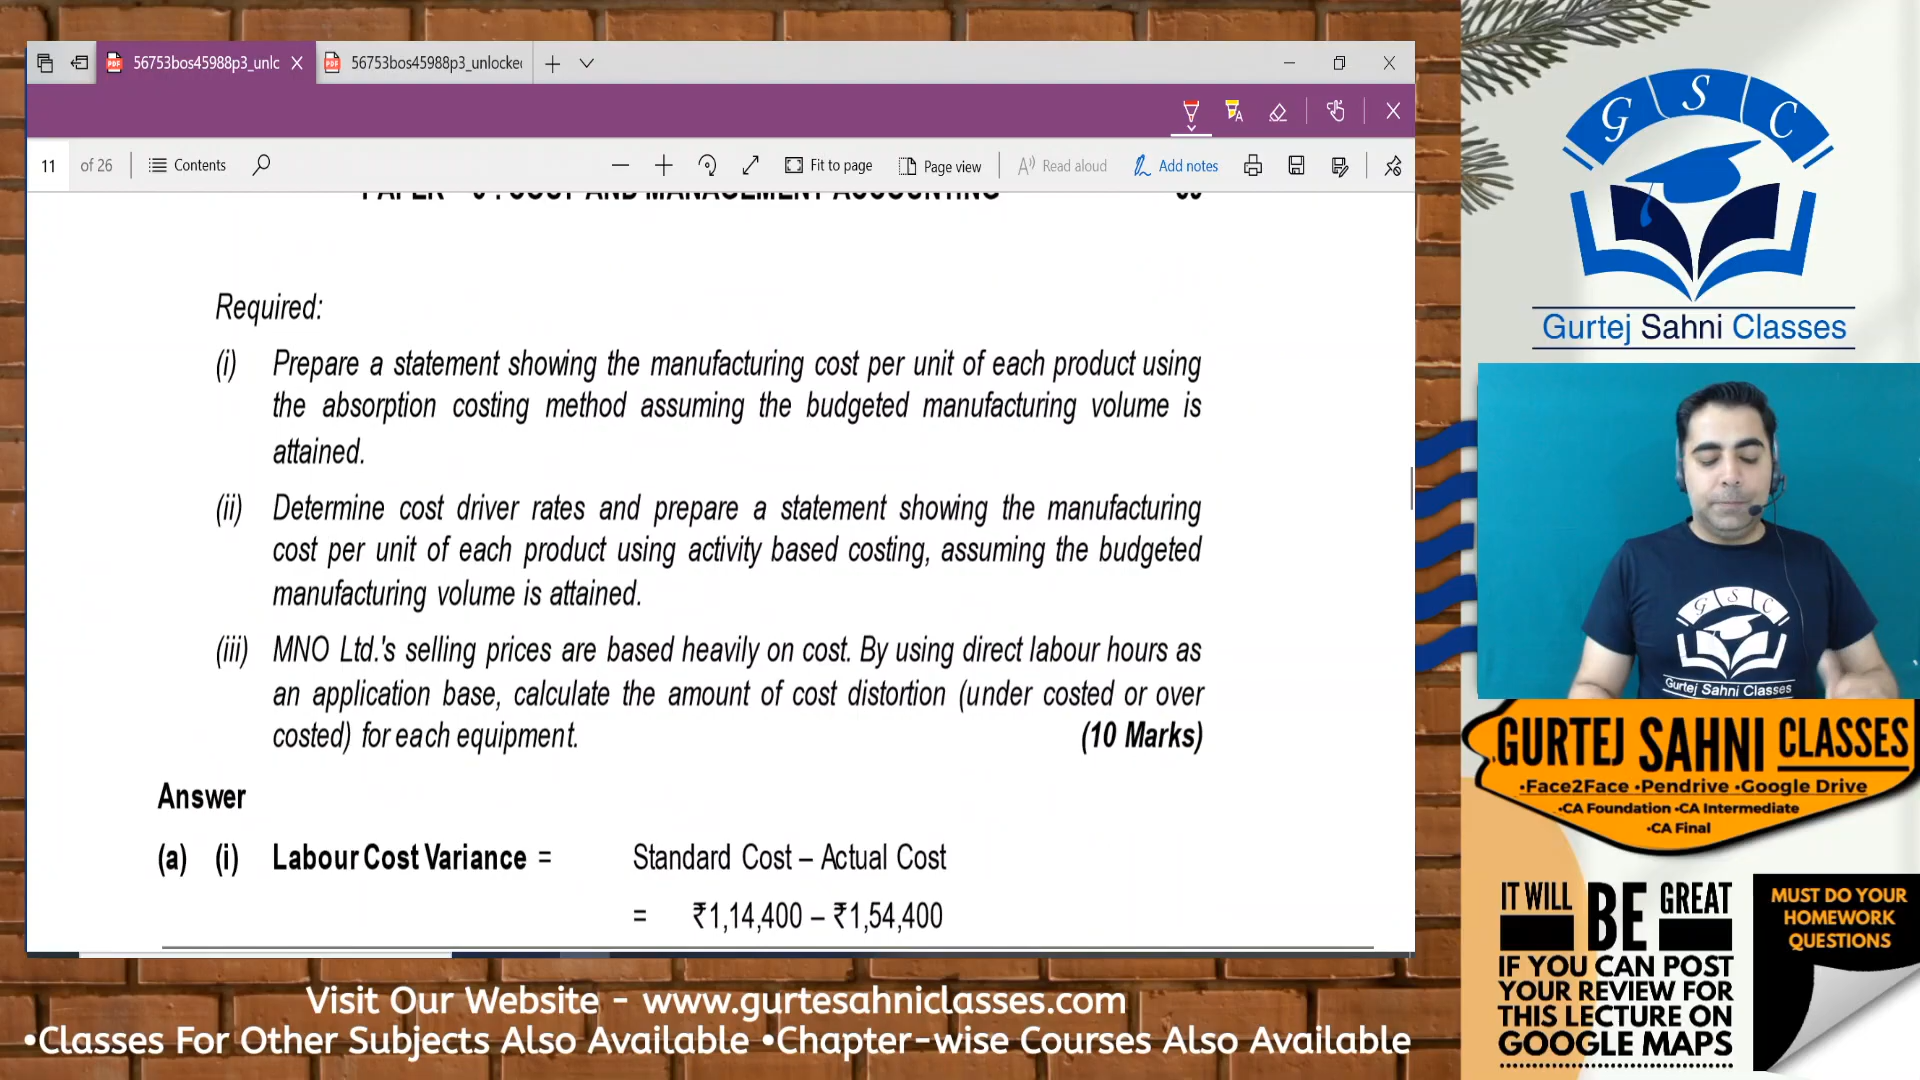 56753bos45988p3_unlc
56753bos45988p3_unlocked
11 of 26
Contents
Fit to page
Page view
Read aloud
Add notes
PAPER – 3 : COST AND MANAGEMENT ACCOUNTING
Required:
(i) Prepare a statement showing the manufacturing cost per unit of each product using
the absorption costing method assuming the budgeted manufacturing volume is
attained.
(ii) Determine cost driver rates and prepare a statement showing the manufacturing
cost per unit of each product using activity based costing, assuming the budgeted
manufacturing volume is attained.
(iii) MNO Ltd.'s selling prices are based heavily on cost. By using direct labour hours as
an application base, calculate the amount of cost distortion (under costed or over
costed) for each equipment. (10 Marks)
Answer
(a) (i) Labour Cost Variance = Standard Cost – Actual Cost
= ₹1,14,400 – ₹1,54,400
G S C
Gurtej Sahni Classes
G S C
Gurtej Sahni Classes
GURTEJ SAHNI CLASSES
•Face2Face •Pendrive •Google Drive
•CA Foundation •CA Intermediate
•CA Final
IT WILL BE GREAT
IF YOU CAN POST
YOUR REVIEW FOR
THIS LECTURE ON
GOOGLE MAPS
MUST DO YOUR
HOMEWORK
QUESTIONS
Visit Our Website - www.gurtesahniclasses.com
•Classes For Other Subjects Also Available •Chapter-wise Courses Also Available